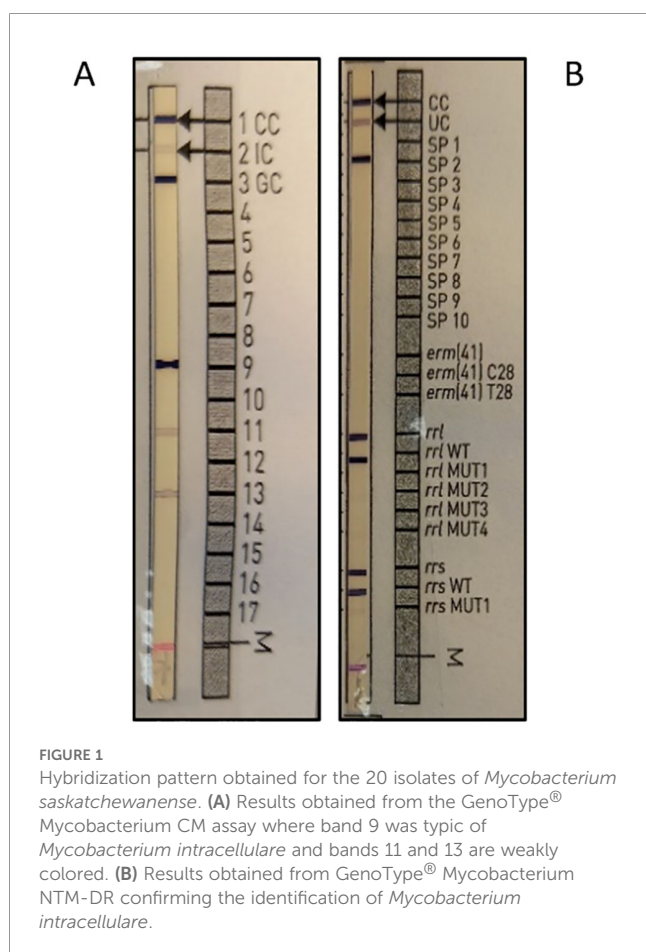 A
B
1 CC
2 IC
3 GC
4
5
6
7
8
9
10
11
12
13
14
15
16
17
M
CC
UC
SP 1
SP 2
SP 3
SP 4
SP 5
SP 6
SP 7
SP 8
SP 9
SP 10
erm(41)
erm(41) C28
erm(41) T28
rrl
rrl WT
rrl MUT1
rrl MUT2
rrl MUT3
rrl MUT4
rrs
rrs WT
rrs MUT1
M
FIGURE 1
Hybridization pattern obtained for the 20 isolates of Mycobacterium
saskatchewanense. (A) Results obtained from the GenoType®
Mycobacterium CM assay where band 9 was typic of
Mycobacterium intracellulare and bands 11 and 13 are weakly
colored. (B) Results obtained from GenoType® Mycobacterium
NTM-DR confirming the identification of Mycobacterium
intracellulare.